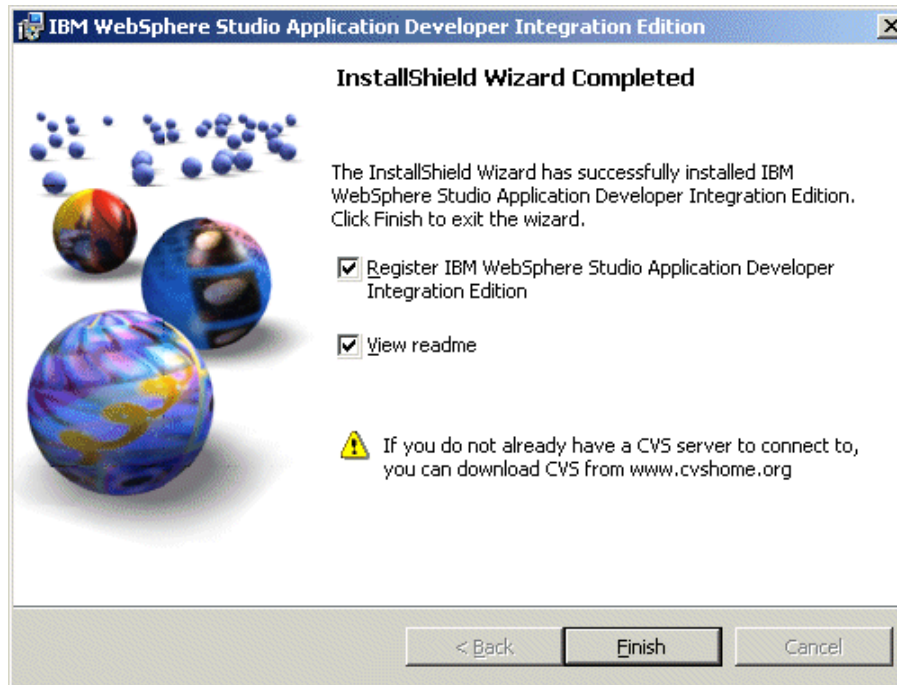 IBM WebSphere Studio Application Developer Integration Edition
InstallShield Wizard Completed
The InstallShield Wizard has successfully installed IBM
WebSphere Studio Application Developer Integration Edition.
Click Finish to exit the wizard.
Register IBM WebSphere Studio Application Developer
Integration Edition
View readme
If you do not already have a CVS server to connect to,
you can download CVS from www.cvshome.org
< Back
Finish
Cancel